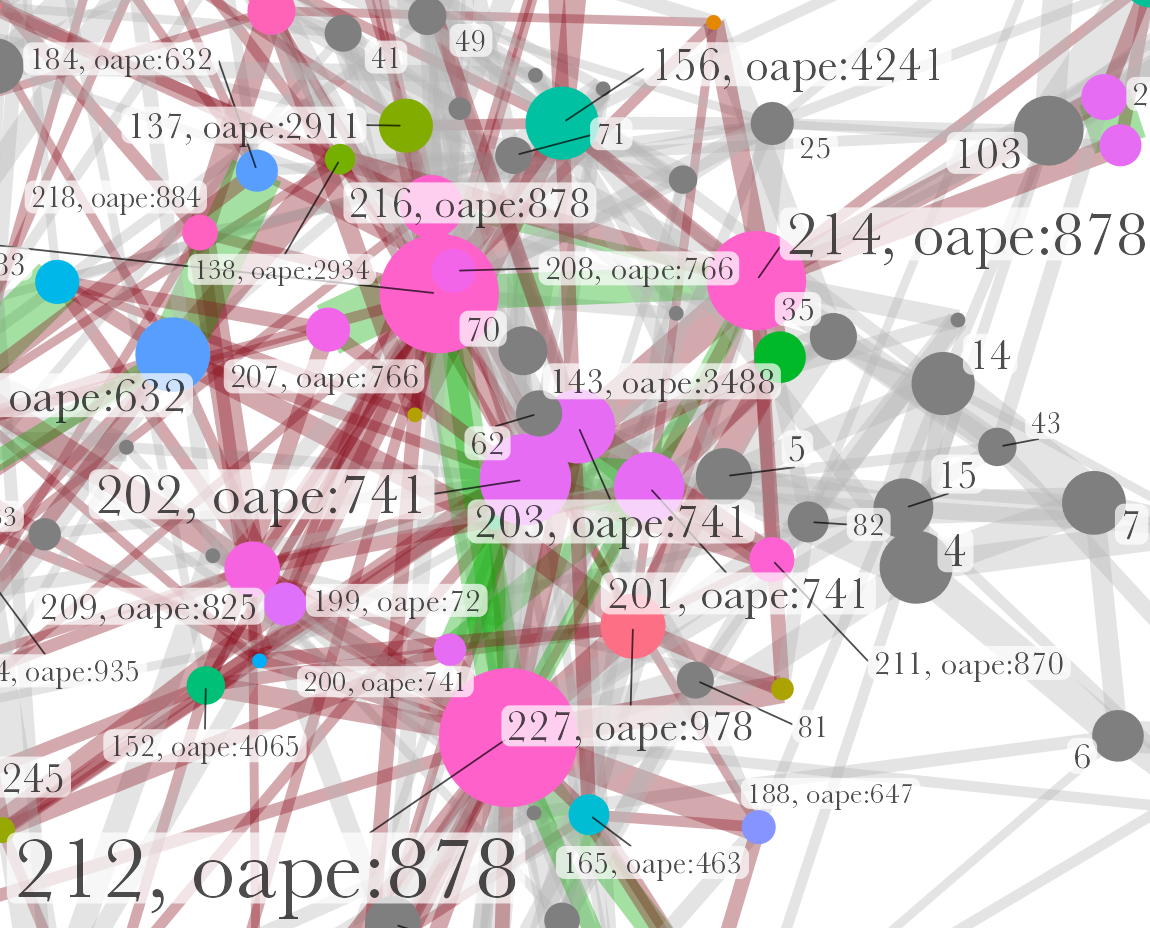 49
41
184, oape:632
156, oape:4241
2
137, oape:2911
71
25
103
218, oape:884
216, oape:878
214, oape:878
33
138, oape:2934
208, oape:766
35
70
14
207, oape:766
143, oape:3488
oape:632
62
43
5
15
202, oape:741
203, oape:741
82
7
4
209, oape:825
199, oape:72
201, oape:741
4, oape:935
200, oape:741
211, oape:870
227, oape:978
81
152, oape:4065
6
245
188, oape:647
212, oape:878
165, oape:463